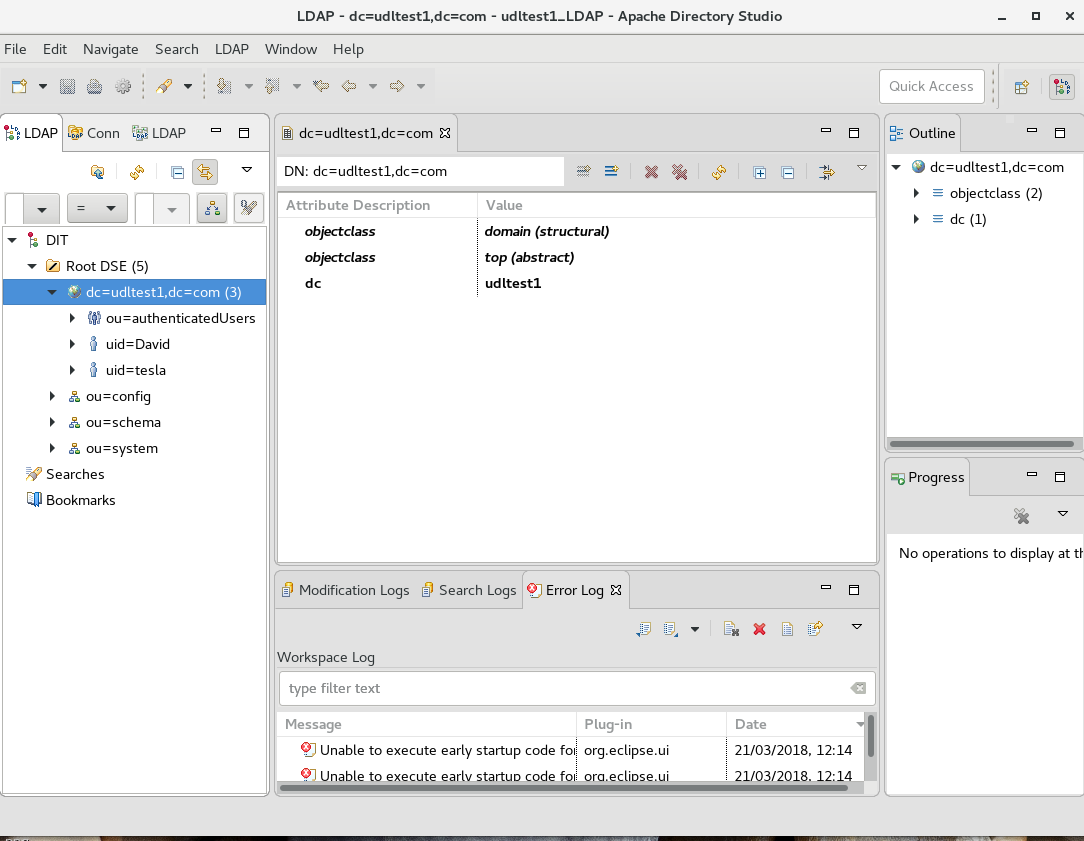 LDAP - dc=udltest1,dc=com - udltest1_LDAP - Apache Directory Studio
File Edit Navigate Search LDAP Window Help
Quick Access
LDAP Conn LDAP
=
DIT
Root DSE (5)
dc=udltest1,dc=com (3)
ou=authenticatedUsers
uid=David
uid=tesla
ou=config
ou=schema
ou=system
Searches
Bookmarks
dc=udltest1,dc=com
DN: dc=udltest1,dc=com
Attribute Description Value
objectclass domain (structural)
objectclass top (abstract)
dc udltest1
Modification Logs Search Logs Error Log
Workspace Log
type filter text
Message Plug-in Date
Unable to execute early startup code for org.eclipse.ui 21/03/2018, 12:14
Unable to execute early startup code for org.eclipse.ui 21/03/2018, 12:14
Outline
dc=udltest1,dc=com
objectclass (2)
dc (1)
Progress
No operations to display at